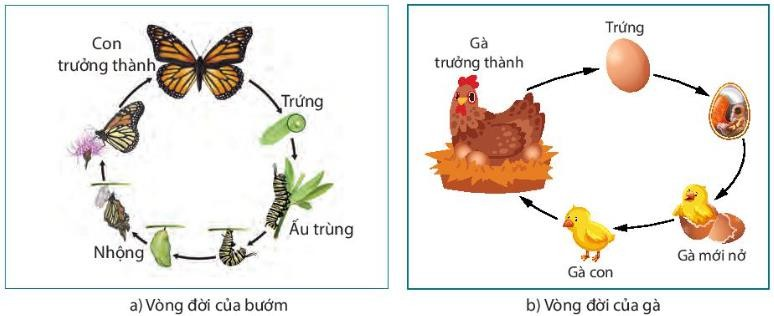 Con
trưởng thành
Trứng
Ấu trùng
Nhộng
a) Vòng đời của bướm
Trứng
Gà
trưởng thành
Gà mới nở
Gà con
b) Vòng đời của gà